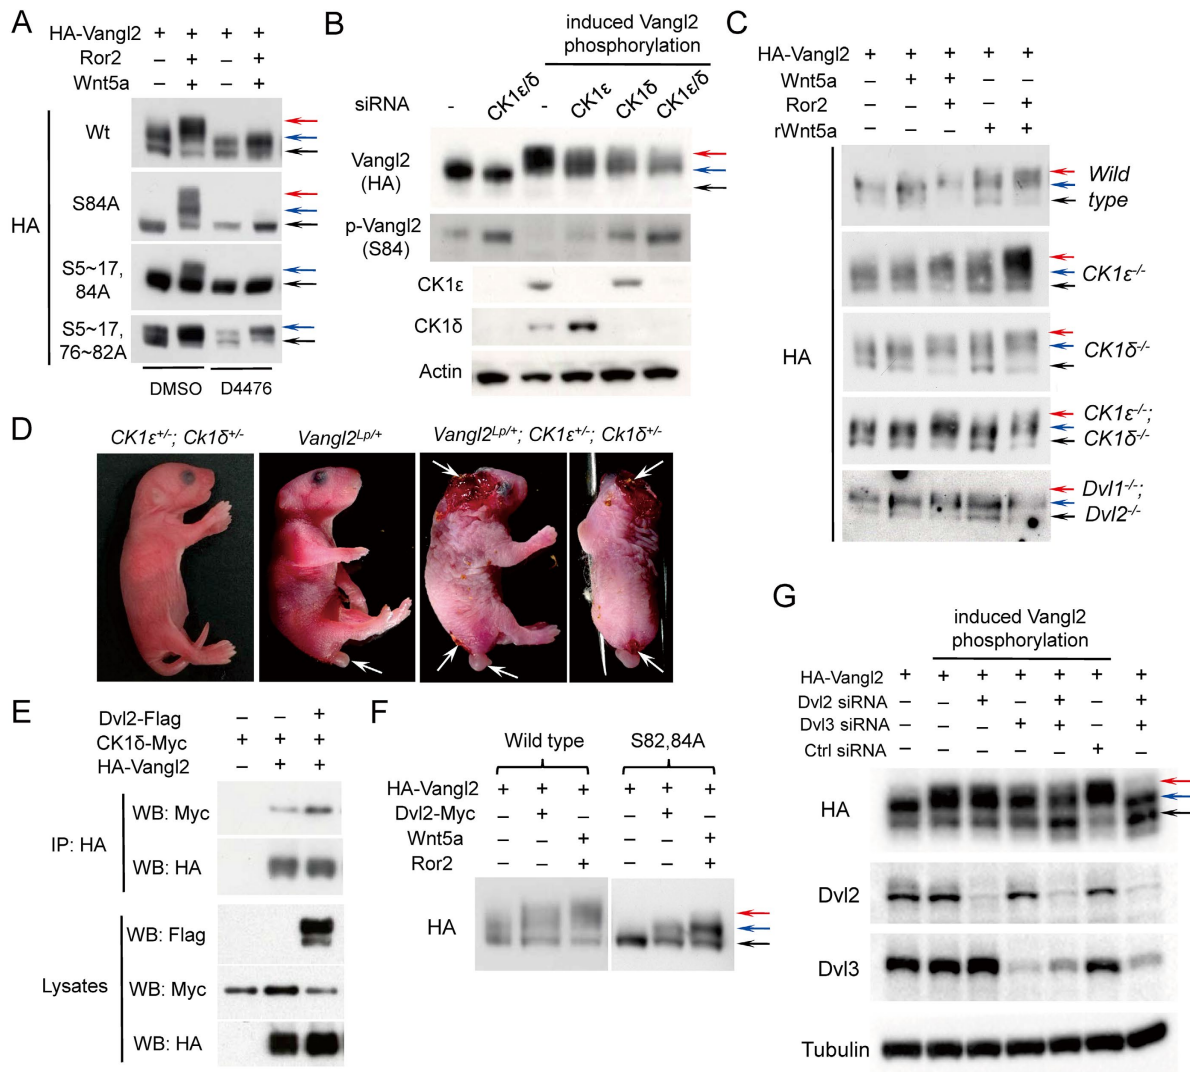 A
HA-Vangl2 + + + +
Ror2 – + – +
Wnt5a – + – +
HA
Wt
S84A
S5~17,
84A
S5~17,
76~82A
DMSO D4476
B
induced Vangl2
phosphorylation
siRNA - CK1ε/δ - CK1ε CK1δ CK1ε/δ
Vangl2
(HA)
p-Vangl2
(S84)
CK1ε
CK1δ
Actin
C
HA-Vangl2 + + + + +
Wnt5a – + + – –
Ror2 – – + – +
rWnt5a – – – + +
HA
Wild
type
CK1ε-/-
CK1δ-/-
CK1ε-/-;
CK1δ-/-
Dvl1-/-;
Dvl2-/-
D
CK1ε+/-; Ck1δ+/- Vangl2Lp/+ Vangl2Lp/+; CK1ε+/-; Ck1δ+/-
E
Dvl2-Flag – – +
CK1δ-Myc + + +
HA-Vangl2 – + +
IP: HA
WB: Myc
WB: HA
Lysates
WB: Flag
WB: Myc
WB: HA
F
Wild type S82,84A
HA-Vangl2 + + + + + +
Dvl2-Myc – + – – + –
Wnt5a – – + – – +
Ror2 – – + – – +
HA
G
induced Vangl2
phosphorylation
HA-Vangl2 + + + + + + +
Dvl2 siRNA – – + – + – +
Dvl3 siRNA – – – + + – +
Ctrl siRNA – – – – – + –
HA
Dvl2
Dvl3
Tubulin